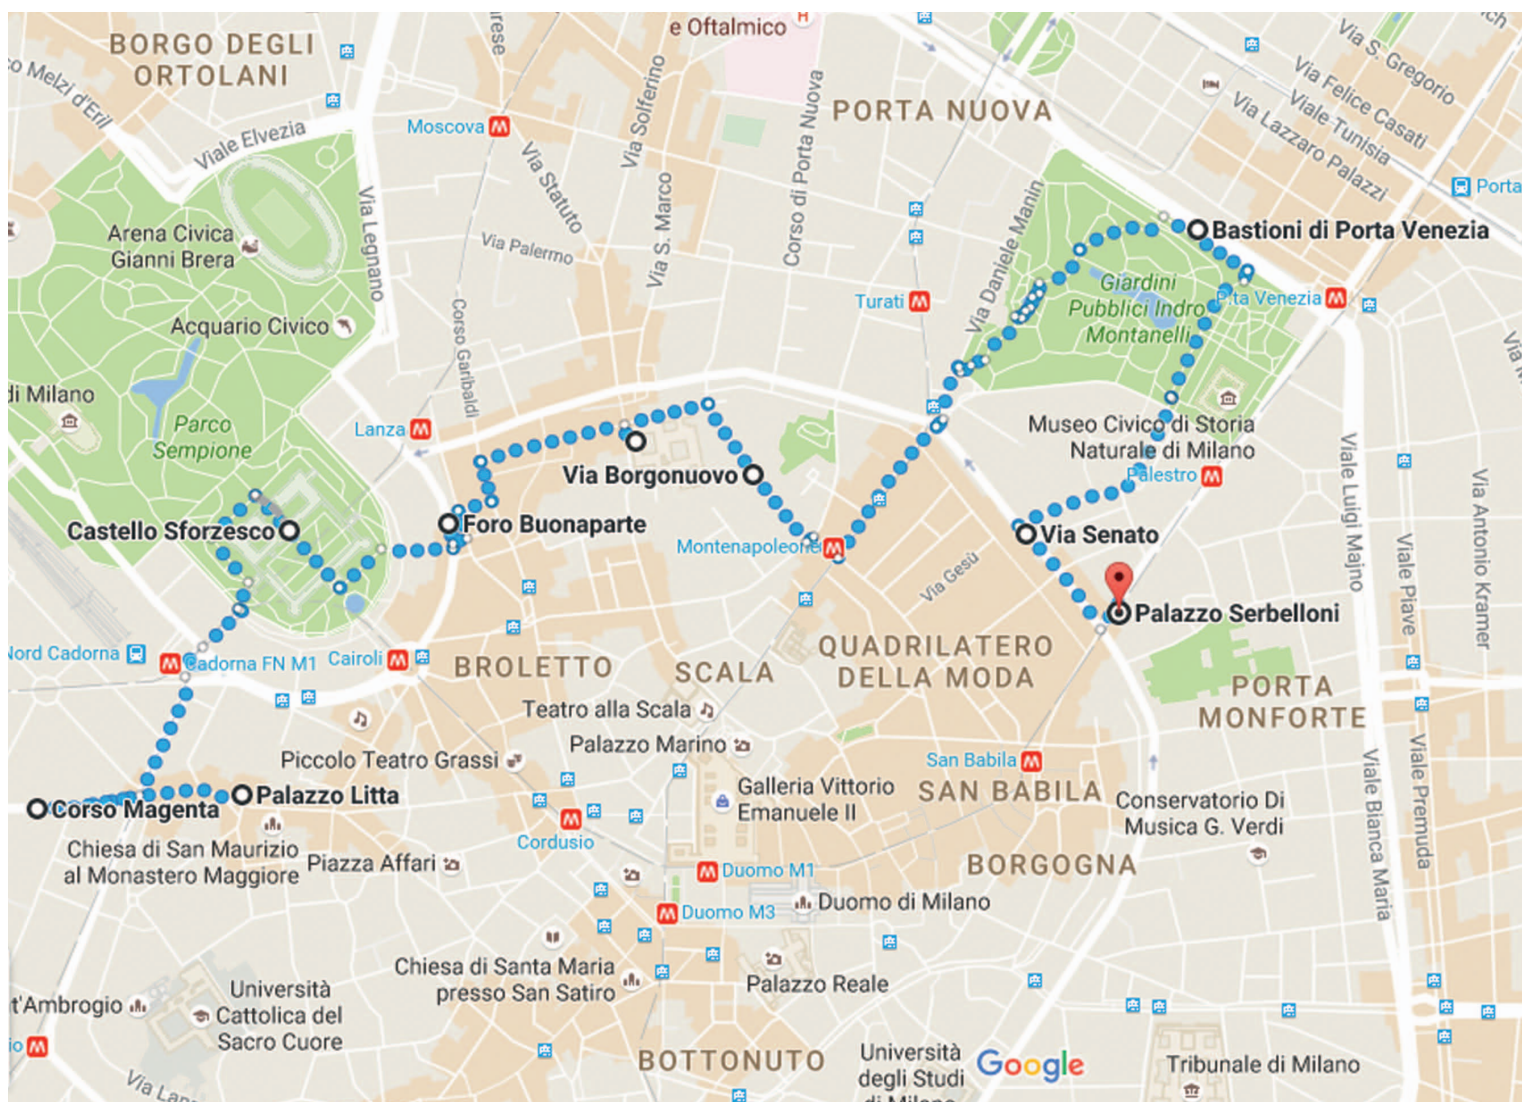 e Oftalmico
BORGO DEGLI
ORTOLANI
Via S. Gregorio
Via Felice Casati
Viale Tunisia
Via Lazzaro Palazzi
Melzi d'Eril
Viale Elvezia
Moscova
Via Solferino
Via Statuto
Corso di Porta Nuova
PORTA NUOVA
Porta
Via Legnano
Via S. Marco
Via Daniele Manin
Arena Civica
Gianni Brera
Via Palermo
Bastioni di Porta Venezia
Turati
Giardini
Pubblici Indro
Montanelli
P.ta Venezia
Acquario Civico
Corso Garibaldi
di Milano
Parco
Sempione
Lanza
Museo Civico di Storia
Naturale di Milano
Palestro
Via Borgonuovo
Viale Luigi Majno
Via Antonio Kramer
Castello Sforzesco
Foro Buonaparte
Montenapoleone
Via Gesù
Via Senato
Viale Piave
Palazzo Serbelloni
Nord Cadorna
Cadorna FN M1
Cairoli
BROLETTO
SCALA
QUADRILATERO
DELLA MODA
PORTA
MONFORTE
Teatro alla Scala
Palazzo Marino
Piccolo Teatro Grassi
San Babila
SAN BABILA
Viale Bianca Maria
Viale Premuda
Corso Magenta
Palazzo Litta
Galleria Vittorio
Emanuele II
Conservatorio Di
Musica G. Verdi
Cordusio
Chiesa di San Maurizio
al Monastero Maggiore
Piazza Affari
BORGOGNA
Duomo M1
Duomo M3
Duomo di Milano
Chiesa di Santa Maria
presso San Satiro
Palazzo Reale
t'Ambrogio
Università
Cattolica del
Sacro Cuore
BOTTONUTO
Università
degli Studi
di Milano
Google
Tribunale di Milano